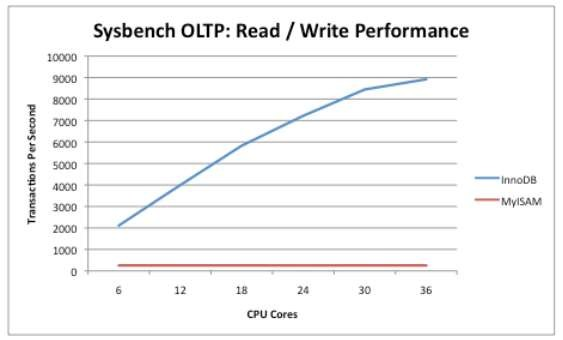 Sysbench OLTP: Read / Write Performance
Transactions Per Second
10000
9000
8000
7000
6000
5000
4000
3000
2000
1000
0
6 12 18 24 30 36
CPU Cores
InnoDB
MyISAM